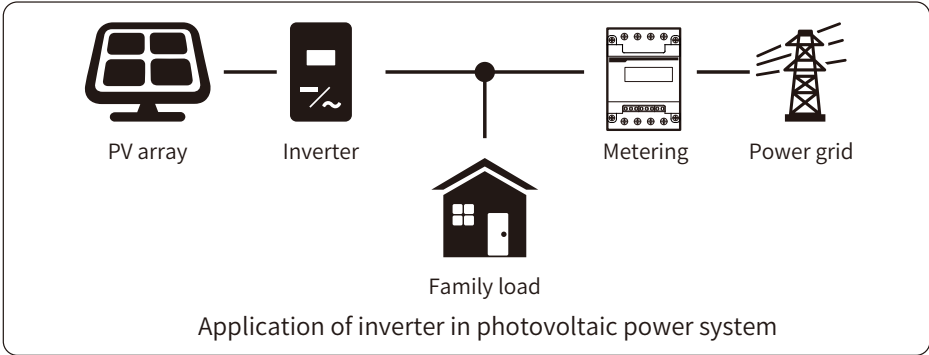 PV array
Inverter
Metering
Power grid
Family load
Application of inverter in photovoltaic power system